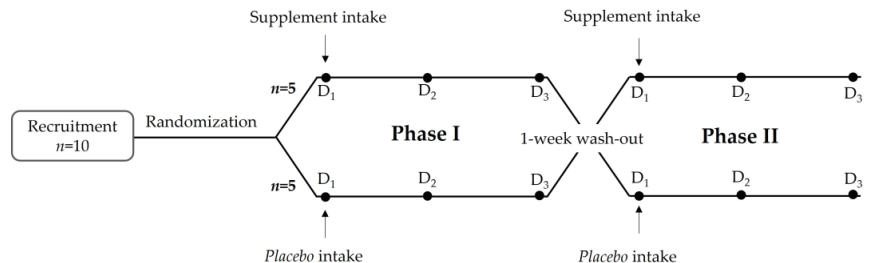 Supplement intake
Supplement intake
n=5
D₁
D₂
D₃
D₁
D₂
D₃
Recruitment
n=10
Randomization
Phase I
1-week wash-out
Phase II
n=5
D₁
D₂
D₃
D₁
D₂
D₃
Placebo intake
Placebo intake